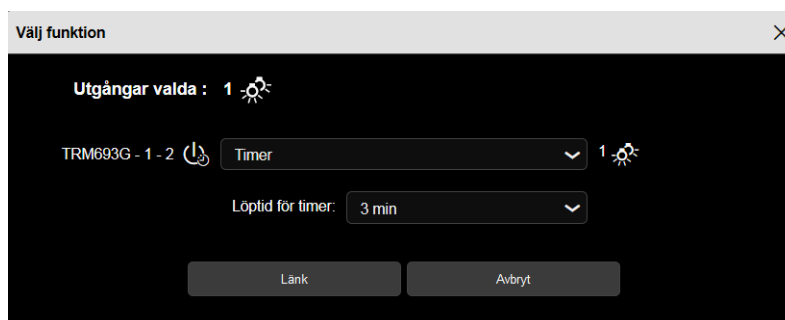 Välj funktion
Utgångar valda : 1
TRM693G - 1 - 2 Timer 1
Löptid för timer: 3 min
Länk Avbryt